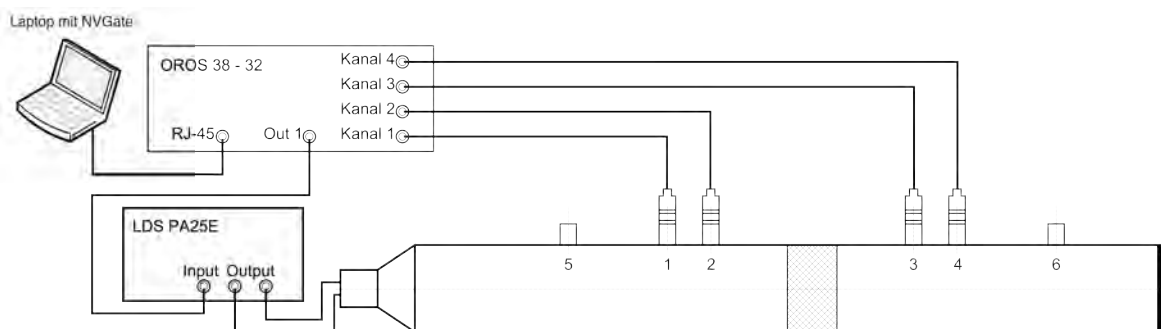 Laptop mit NVGate
OROS 38 - 32
Kanal 4
Kanal 3
Kanal 2
RJ-45 Out 1 Kanal 1
LDS PA25E
Input Output
5 1 2 3 4 6